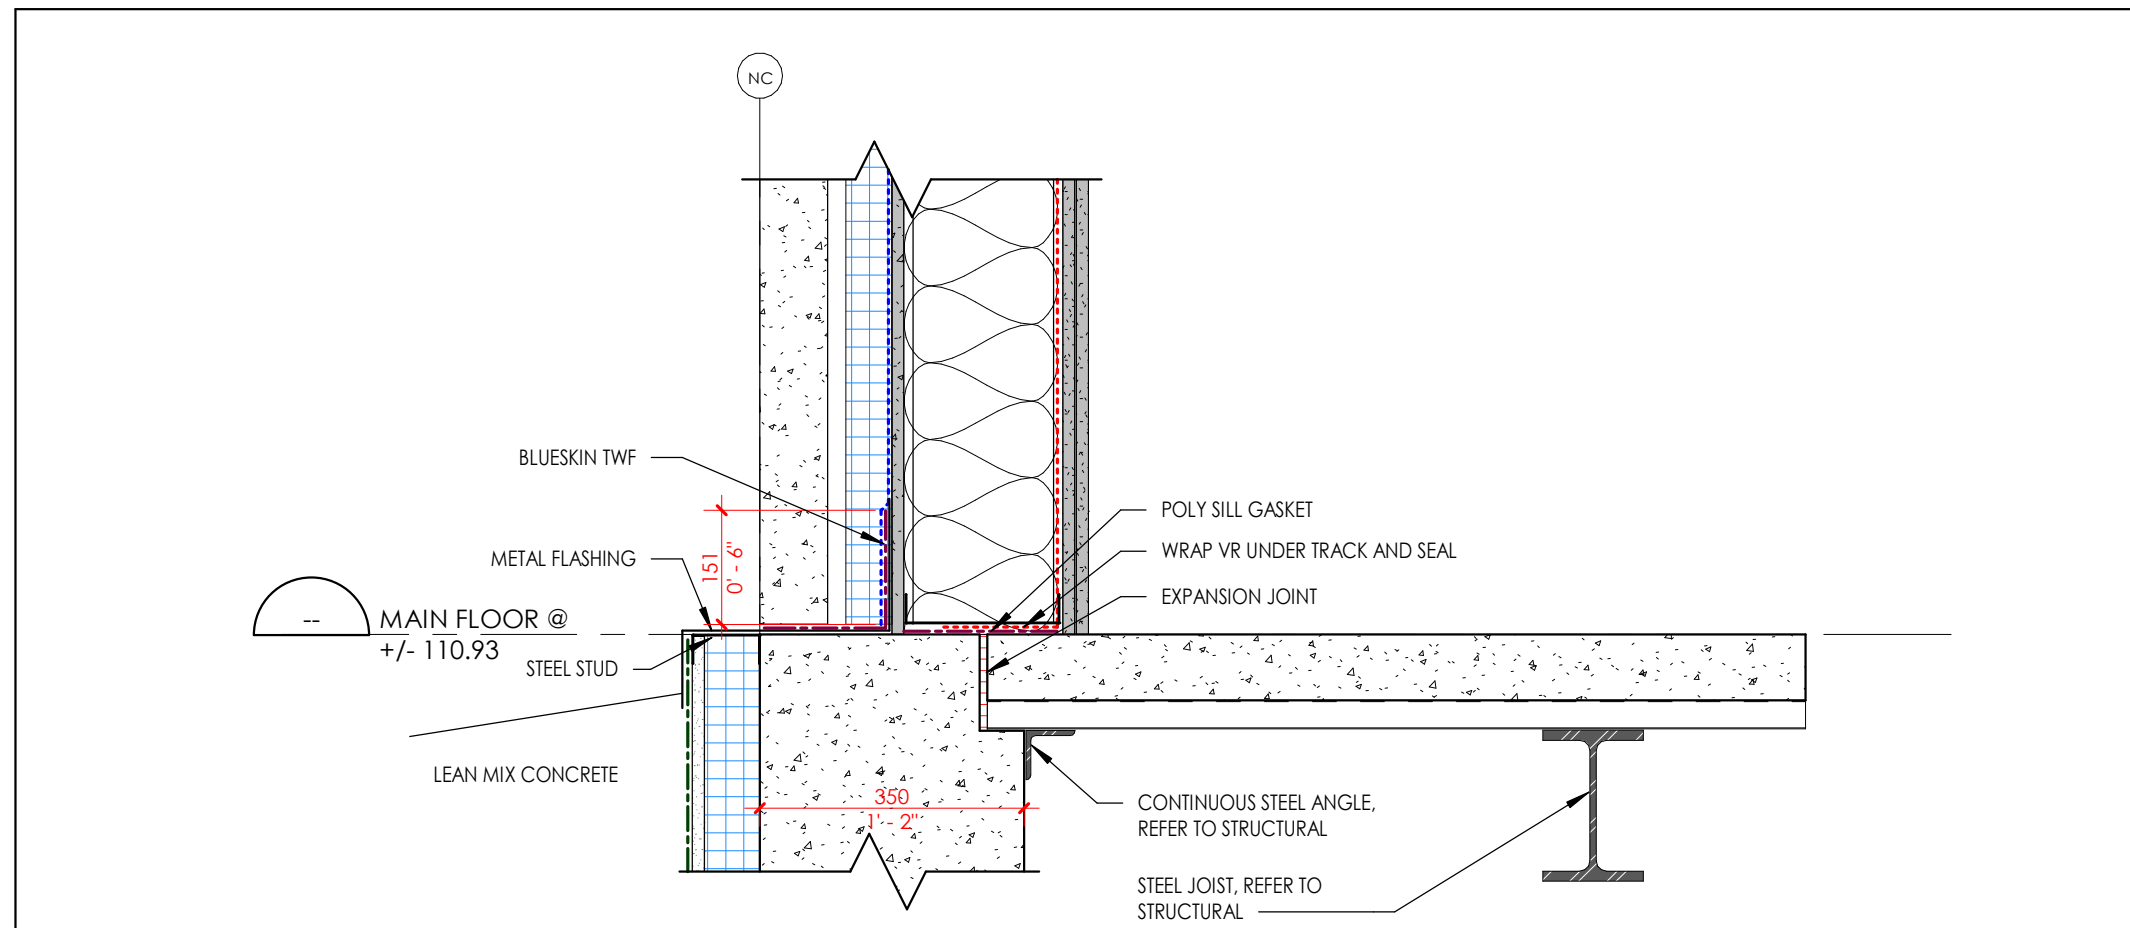 NC
BLUESKIN TWF
151
0' - 6"
METAL FLASHING
POLY SILL GASKET
WRAP VR UNDER TRACK AND SEAL
EXPANSION JOINT
--
MAIN FLOOR @
+/- 110.93
STEEL STUD
LEAN MIX CONCRETE
350
1' - 2"
CONTINUOUS STEEL ANGLE,
REFER TO STRUCTURAL
STEEL JOIST, REFER TO
STRUCTURAL